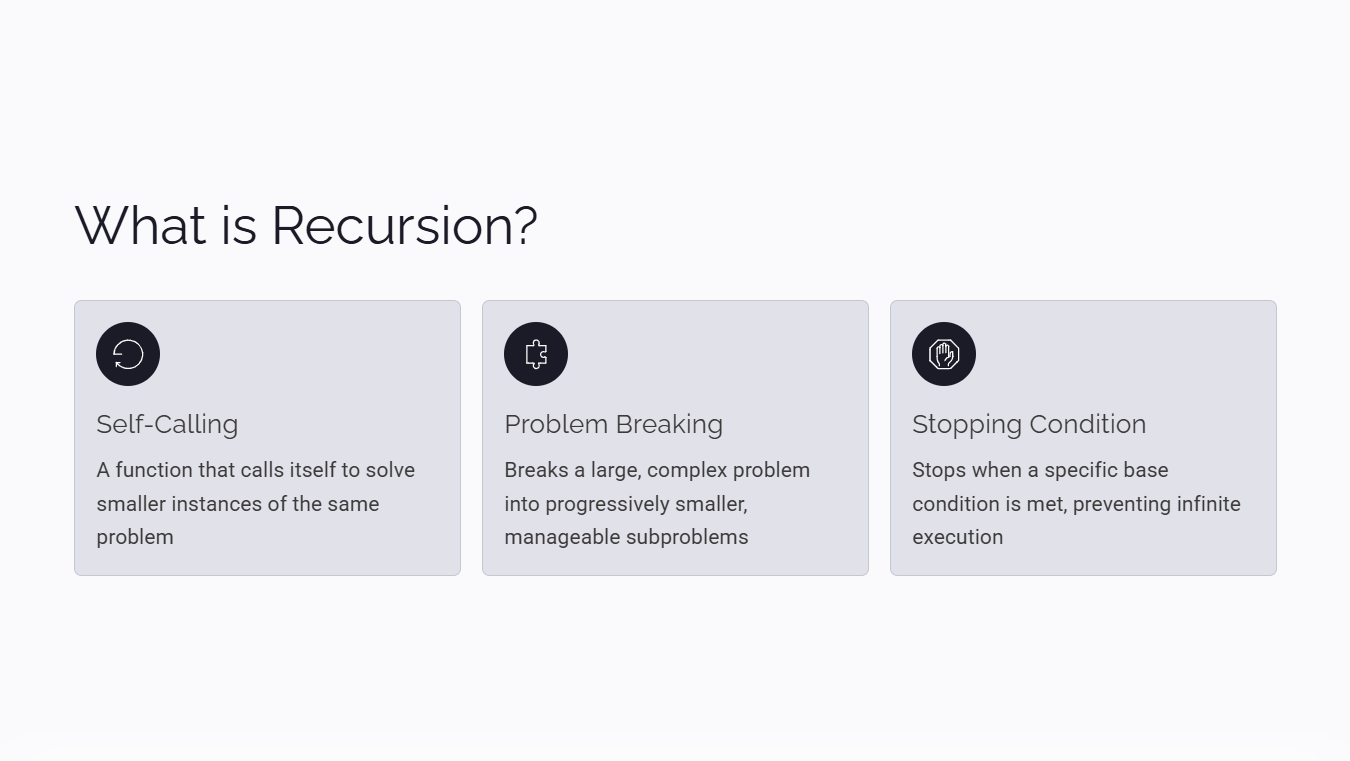 What is Recursion?
Self-Calling
A function that calls itself to solve
smaller instances of the same
problem
Problem Breaking
Breaks a large, complex problem
into progressively smaller,
manageable subproblems
Stopping Condition
Stops when a specific base
condition is met, preventing infinite
execution